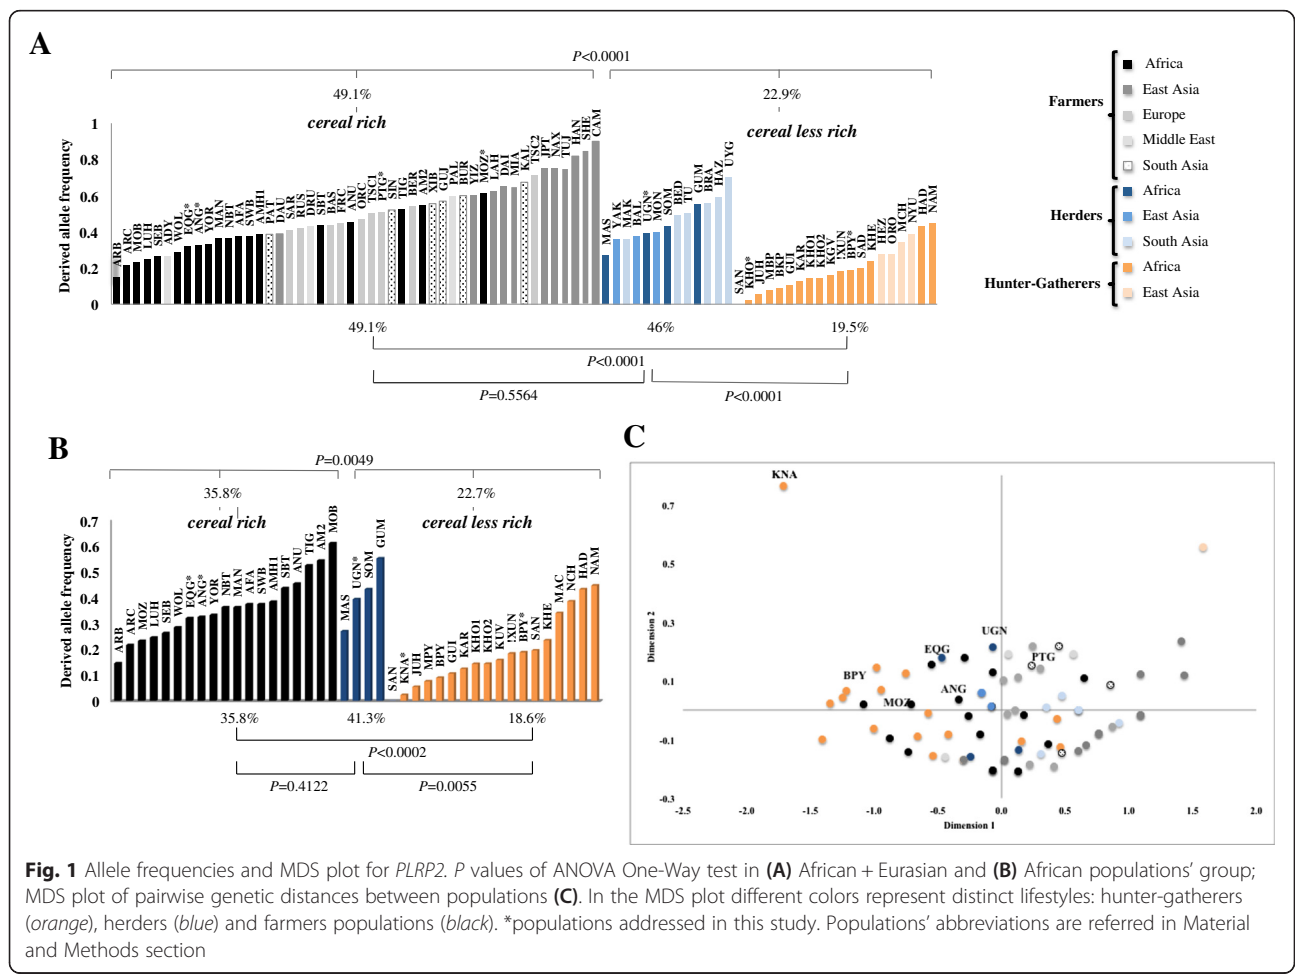 A
P<0.0001
49.1%
22.9%
cereal rich
cereal less rich
Derived allele frequency
1
0.8
0.6
0.4
0.2
0
ARB ARC MOB LUH SEB ADY WOL EQG* ANG* YOR MAN NBT AFA SWB AMH1 PAT DAU SAR RUS DRU SBT BAS FRC ANU ORC TSC1 PTG* SIN TIG BER AM2 XIB GUJ PAL BUR YIZ MOZ* LAH DAI MIA KAL TSC2 JPT NAX TUJ HAN SHE CAM
MAS YAK MAK BAL UGN* MON SOM BED TU GUM BRA HAZ UYG
SAN KHO* JUH MBP BKP GUI KAR KHO1 KHO2 KGV !XUN BPY* SAD KHE HEZ ORO MCH NYU HAD NAM
49.1%
46%
19.5%
P<0.0001
P=0.5564
P<0.0001
Farmers
Africa
East Asia
Europe
Middle East
South Asia
Herders
Africa
East Asia
South Asia
Hunter-Gatherers
Africa
East Asia
B
P=0.0049
35.8%
22.7%
cereal rich
cereal less rich
Derived allele frequency
0.7
0.6
0.5
0.4
0.3
0.2
0.1
0
ARB ARC MOZ LUH SEB WOL EQG* ANG* YOR NBT MAN AFA SWB AMH1 SBT ANU TIG AM2 MOB
MAS UGN* SOM GUM
SAN KNA* JUH MPY BPY GUI KAR KHO1 KHO2 KUV !XUN BPY* SAN KHE MAC NCH HAD NAM
35.8%
41.3%
18.6%
P<0.0002
P=0.4122
P=0.0055
C
KNA
UGN
EQG
PTG
BPY
ANG
MOZ
Dimension 2
0.7
0.5
0.3
0.1
-0.1
-0.3
-2.5 -2.0 -1.5 -1.0 -0.5 0.0 0.5 1.0 1.5 2.0
Dimension 1
Fig. 1 Allele frequencies and MDS plot for PLRP2. P values of ANOVA One-Way test in (A) African + Eurasian and (B) African populations' group;
MDS plot of pairwise genetic distances between populations (C). In the MDS plot different colors represent distinct lifestyles: hunter-gatherers
(orange), herders (blue) and farmers populations (black). *populations addressed in this study. Populations' abbreviations are referred in Material
and Methods section